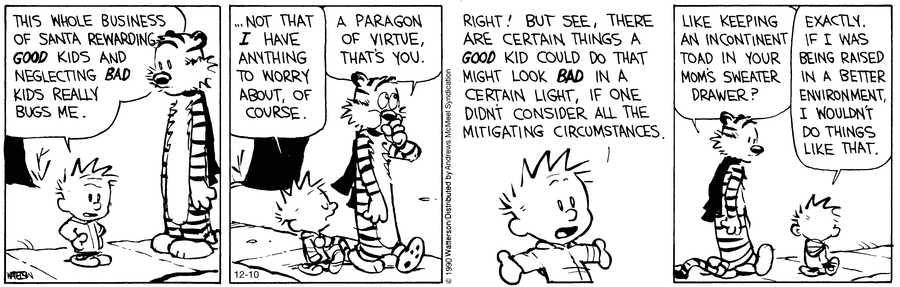 THIS WHOLE BUSINESS
OF SANTA REWARDING
GOOD KIDS AND
NEGLECTING BAD
KIDS REALLY
BUGS ME.
WATTERSON
...NOT THAT
I HAVE
ANYTHING
TO WORRY
ABOUT, OF
COURSE.
A PARAGON
OF VIRTUE,
THAT'S YOU.
12-10
© 1990 Watterson/Distributed by Andrews McMeel Syndication
RIGHT! BUT SEE, THERE
ARE CERTAIN THINGS A
GOOD KID COULD DO THAT
MIGHT LOOK BAD IN A
CERTAIN LIGHT, IF ONE
DIDN'T CONSIDER ALL THE
MITIGATING CIRCUMSTANCES.
LIKE KEEPING
AN INCONTINENT
TOAD IN YOUR
MOM'S SWEATER
DRAWER?
EXACTLY.
IF I WAS
BEING RAISED
IN A BETTER
ENVIRONMENT,
I WOULDN'T
DO THINGS
LIKE THAT.